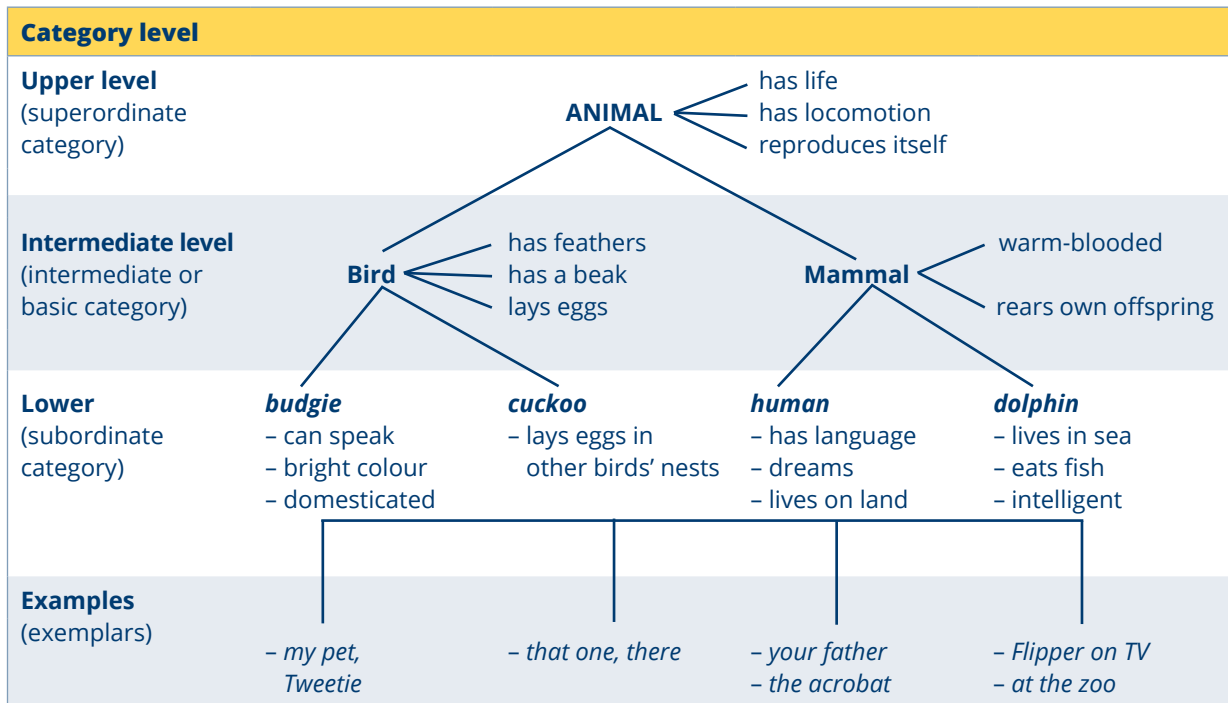 Category level
Upper level
(superordinate
category)
ANIMAL
has life
has locomotion
reproduces itself
Intermediate level
(intermediate or
basic category)
Bird
has feathers
has a beak
lays eggs
Mammal
warm-blooded
rears own offspring
Lower
(subordinate
category)
budgie
– can speak
– bright colour
– domesticated
cuckoo
– lays eggs in
other birds’ nests
human
– has language
– dreams
– lives on land
dolphin
– lives in sea
– eats fish
– intelligent
Examples
(exemplars)
– my pet,
Tweetie
– that one, there
– your father
– the acrobat
– Flipper on TV
– at the zoo